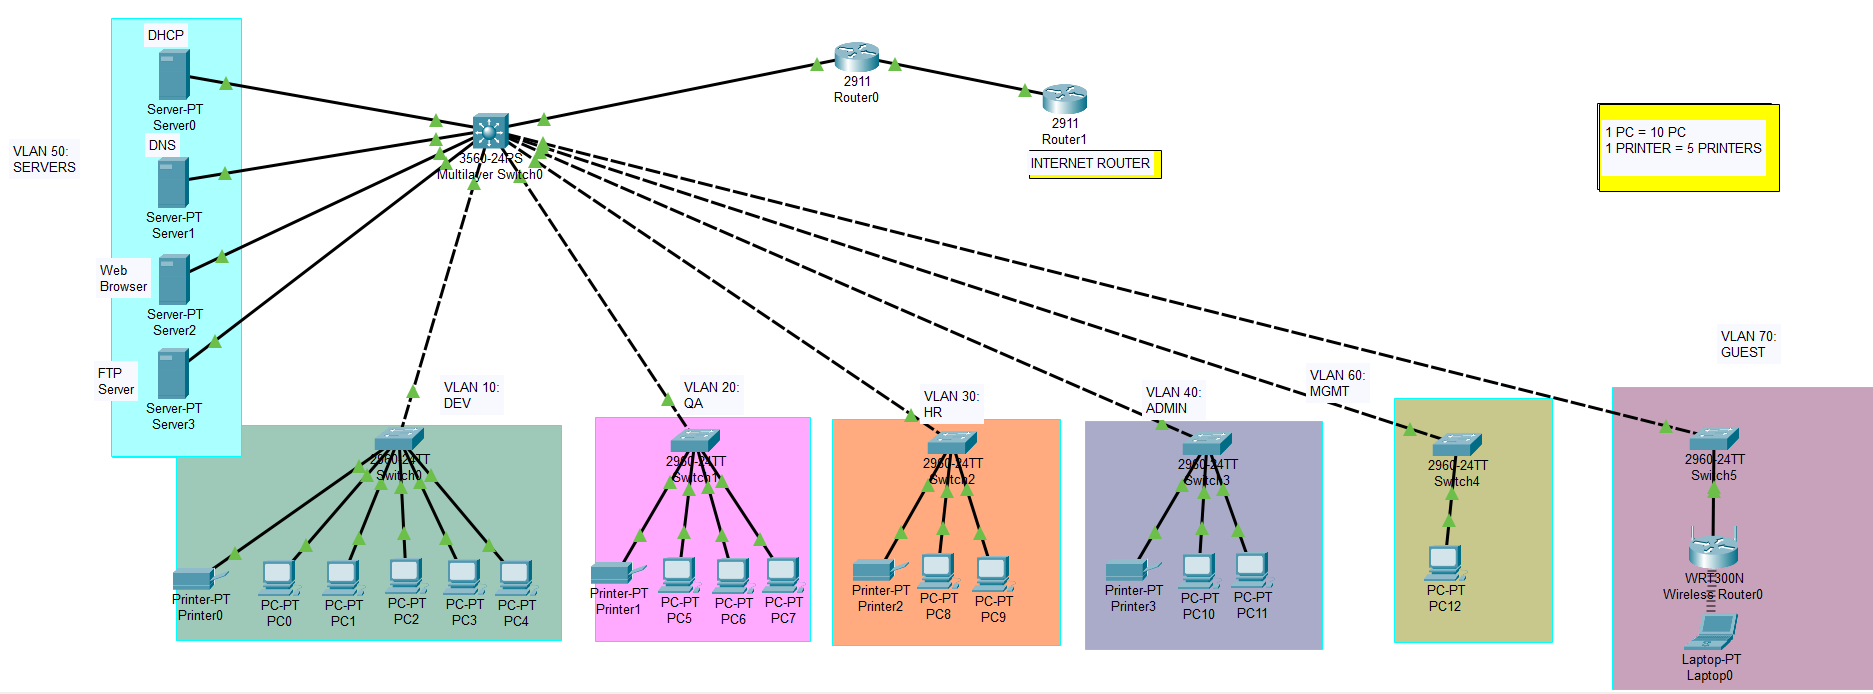 DHCP
Server-PT
Server0
DNS
Server-PT
Server1
Web
Browser
Server-PT
Server2
FTP
Server
Server-PT
Server3
VLAN 50:
SERVERS
3560-24PS
Multilayer Switch0
2911
Router0
2911
Router1
INTERNET ROUTER
1 PC = 10 PC
1 PRINTER = 5 PRINTERS
VLAN 10:
DEV
2960-24TT
Switch0
Printer-PT
Printer0
PC-PT
PC0
PC-PT
PC1
PC-PT
PC2
PC-PT
PC3
PC-PT
PC4
VLAN 20:
QA
2960-24TT
Switch1
Printer-PT
Printer1
PC-PT
PC5
PC-PT
PC6
PC-PT
PC7
VLAN 30:
HR
2960-24TT
Switch2
Printer-PT
Printer2
PC-PT
PC8
PC-PT
PC9
VLAN 40:
ADMIN
2960-24TT
Switch3
Printer-PT
Printer3
PC-PT
PC10
PC-PT
PC11
VLAN 60:
MGMT
2960-24TT
Switch4
PC-PT
PC12
VLAN 70:
GUEST
2960-24TT
Switch5
WRT300N
Wireless Router0
Laptop-PT
Laptop0